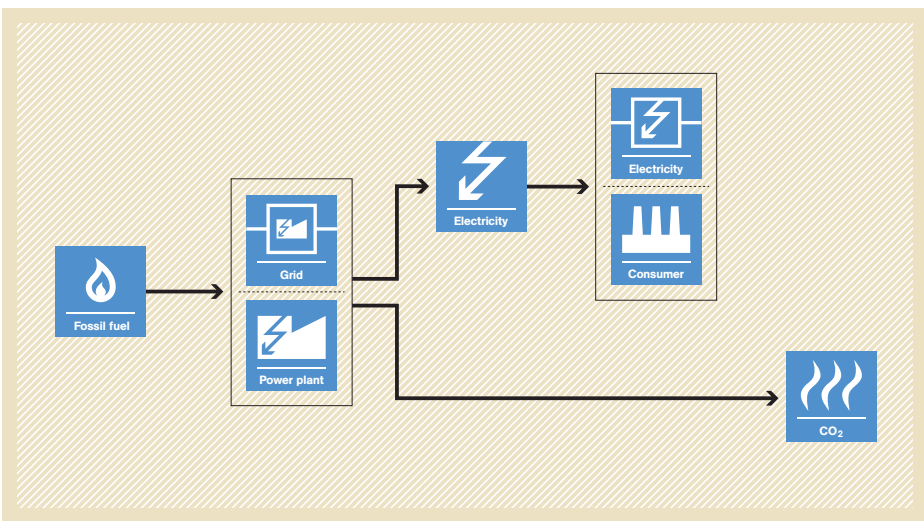 Fossil fuel
Grid
Power plant
Electricity
Electricity
Consumer
CO₂